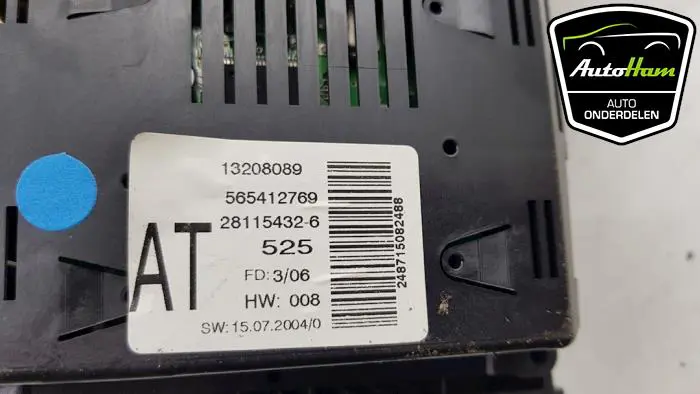 AutoHam
AUTO
ONDERDELEN
13208089
565412769
28115432-6
525
AT
FD: 3/06
HW: 008
SW: 15.07.2004/0
248715082488